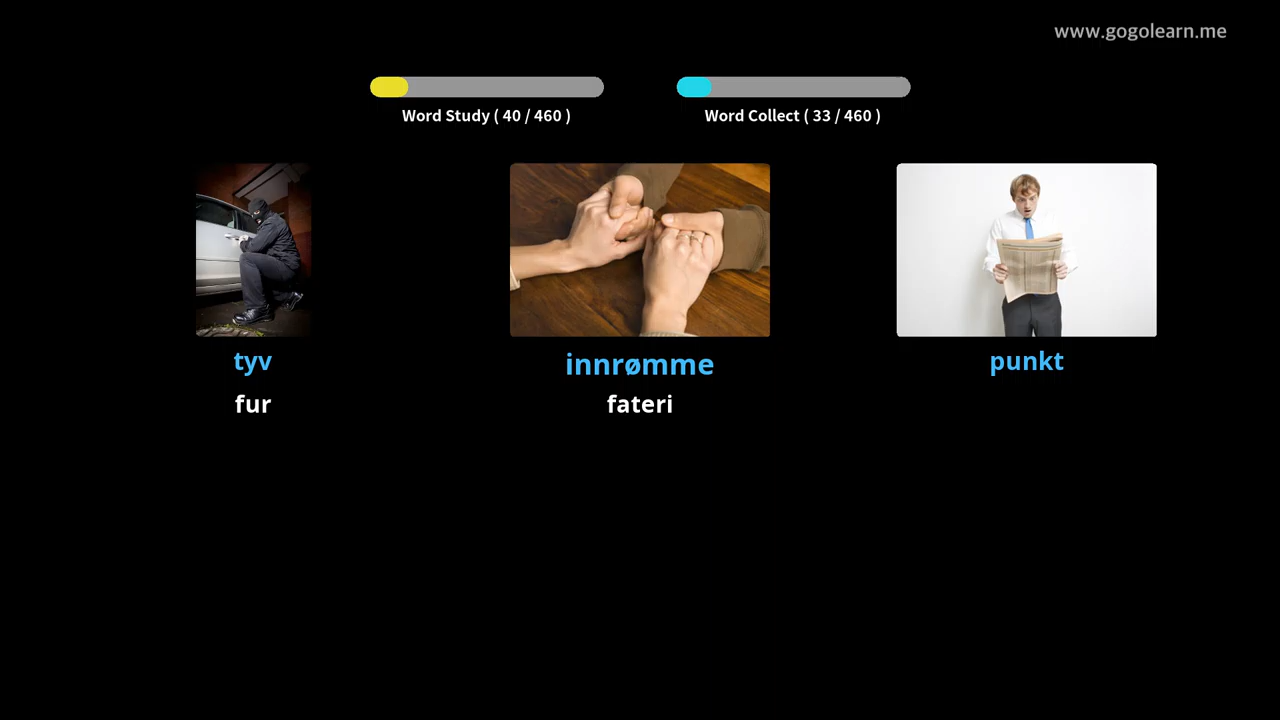 www.gogolearn.me
Word Study ( 40 / 460 )
Word Collect ( 33 / 460 )
tyv
innrømme
punkt
fur
fateri